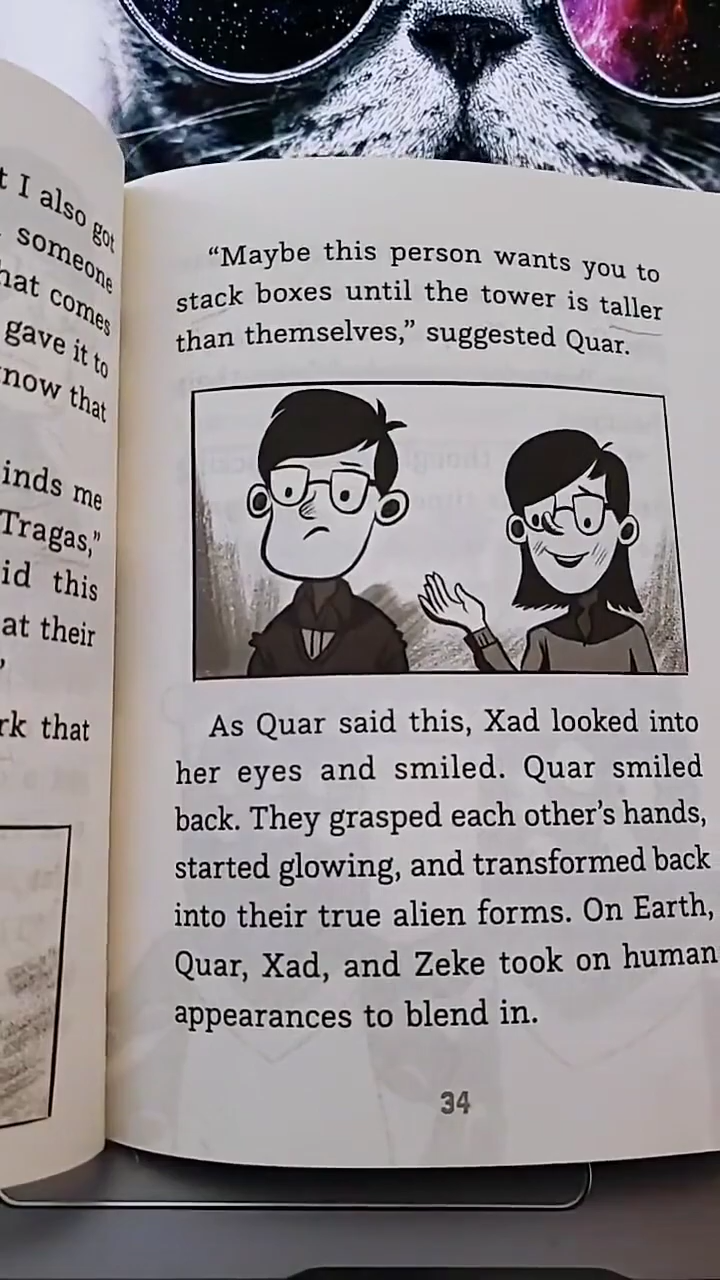 t I also got
someone
hat comes
gave it to
now that
inds me
Tragas,”
id this
at their
”
rk that
“Maybe this person wants you to
stack boxes until the tower is taller
than themselves,” suggested Quar.
As Quar said this, Xad looked into
her eyes and smiled. Quar smiled
back. They grasped each other’s hands,
started glowing, and transformed back
into their true alien forms. On Earth,
Quar, Xad, and Zeke took on human
appearances to blend in.
34